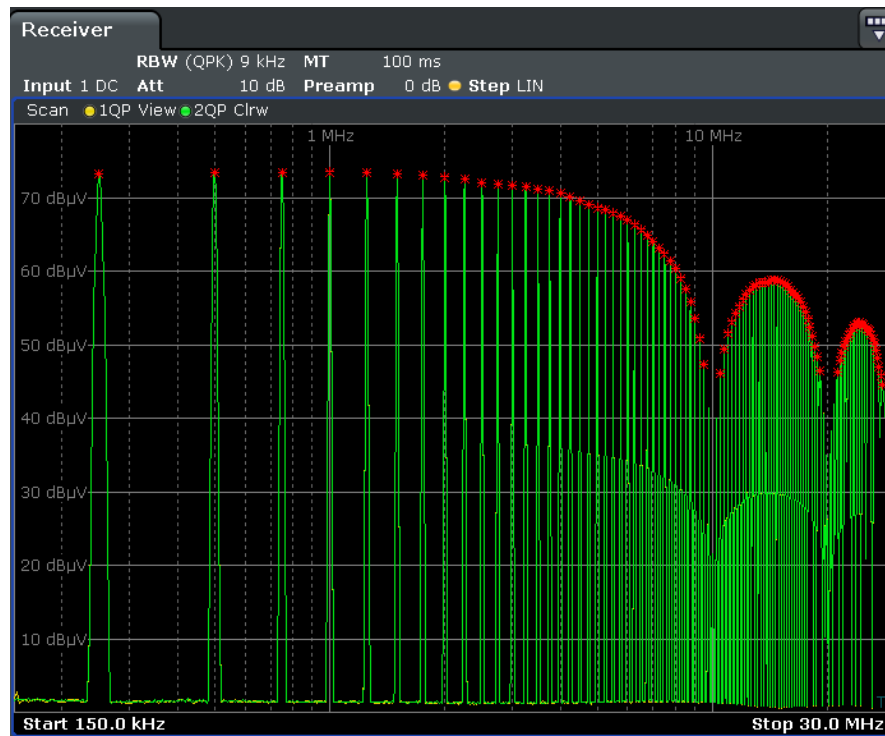 Receiver
RBW (QPK) 9 kHz MT 100 ms
Input 1 DC Att 10 dB Preamp 0 dB Step LIN
Scan 1QP View 2QP Clrw
1 MHz 10 MHz
70 dBµV
60 dBµV
50 dBµV
40 dBµV
30 dBµV
20 dBµV
10 dBµV
Start 150.0 kHz Stop 30.0 MHz